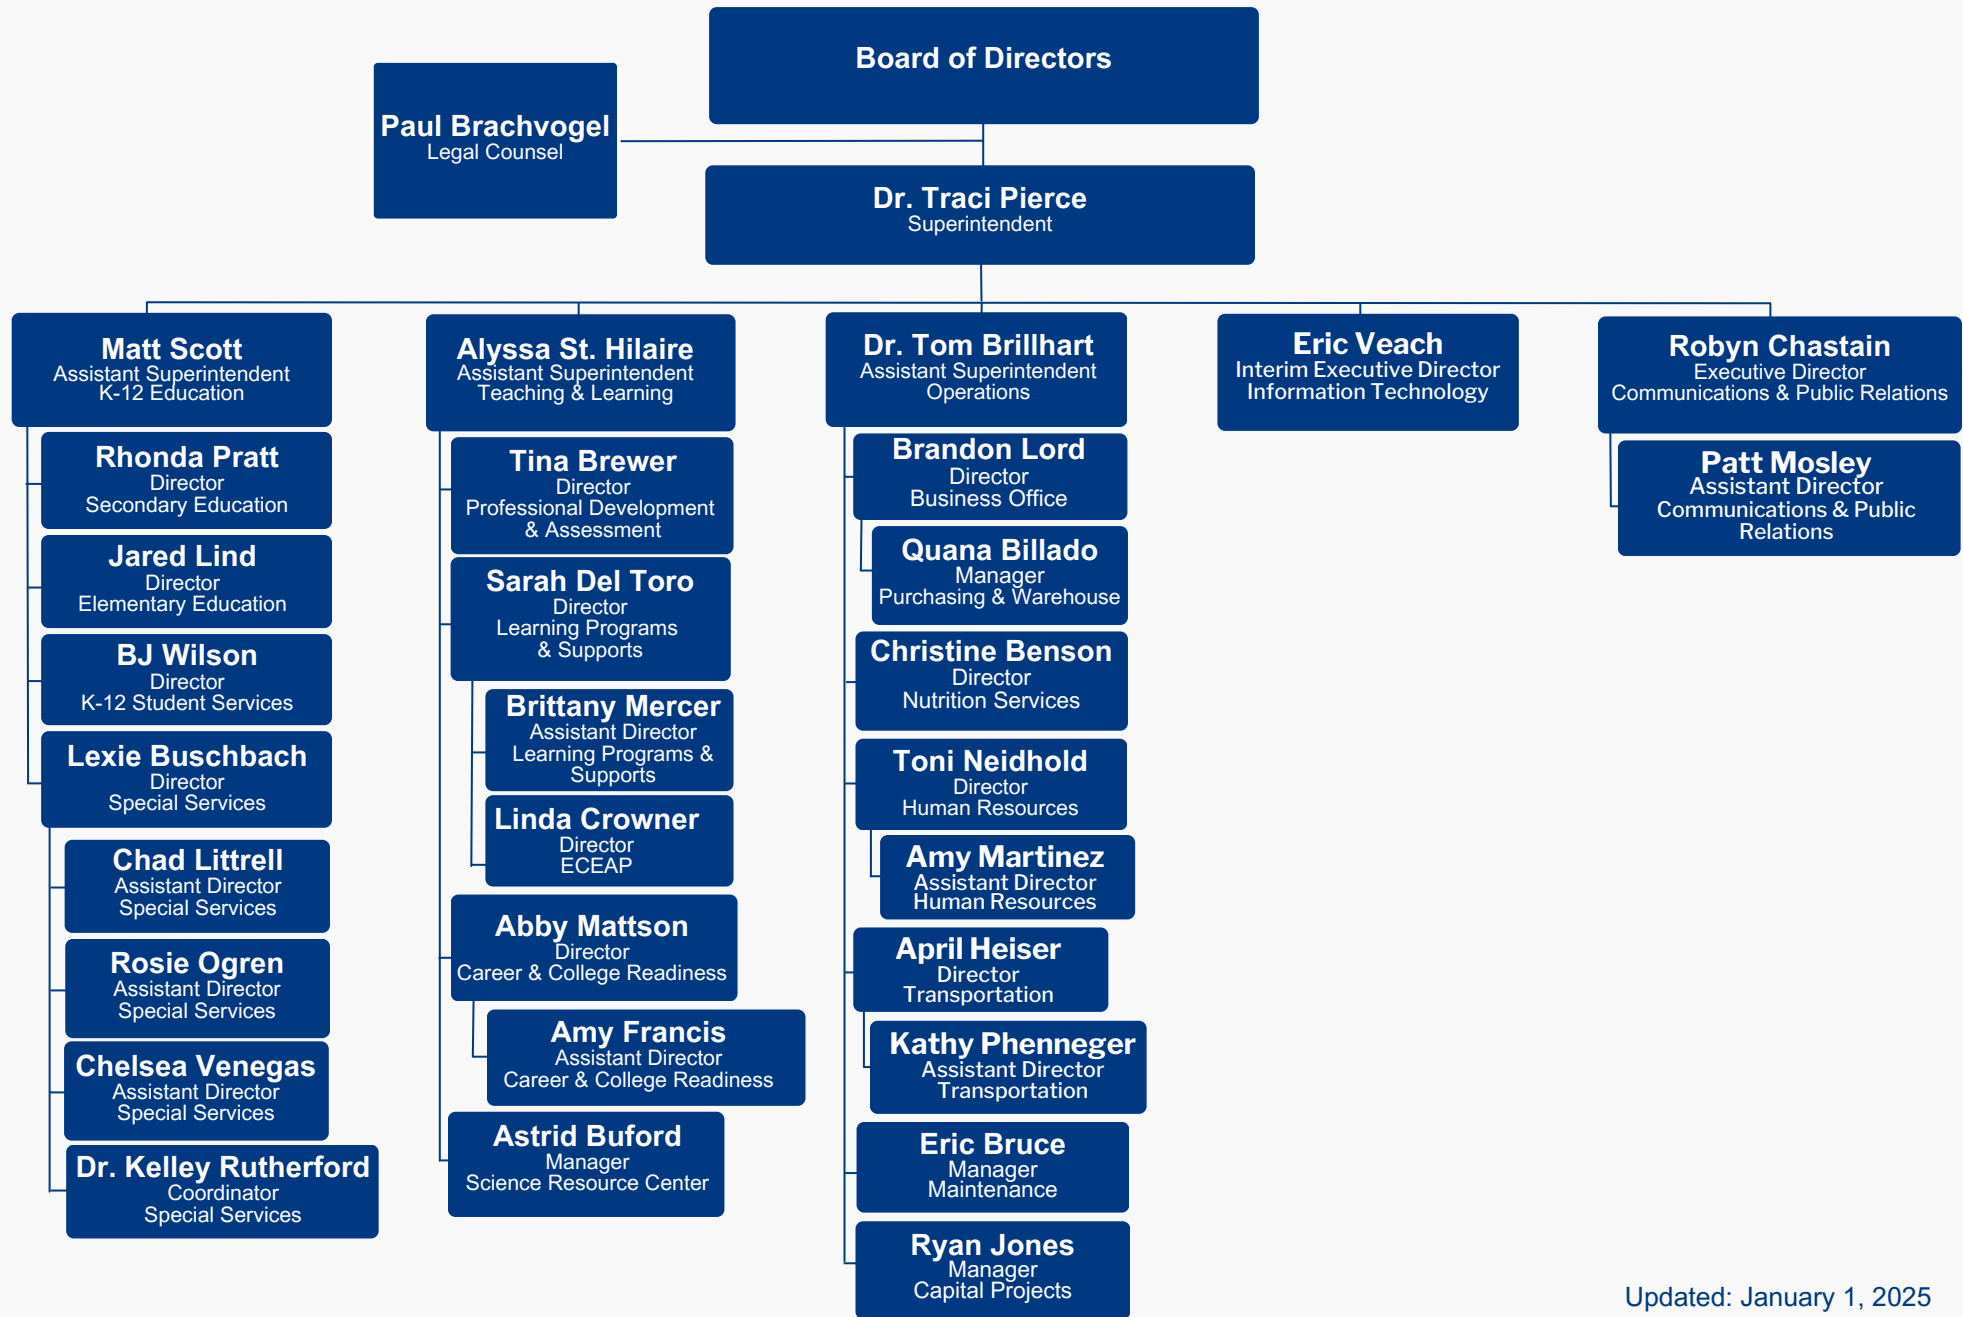 Board of Directors
Paul Brachvogel
Legal Counsel
Dr. Traci Pierce
Superintendent
Matt Scott
Assistant Superintendent
K-12 Education
Rhonda Pratt
Director
Secondary Education
Jared Lind
Director
Elementary Education
BJ Wilson
Director
K-12 Student Services
Lexie Buschbach
Director
Special Services
Chad Littrell
Assistant Director
Special Services
Rosie Ogren
Assistant Director
Special Services
Chelsea Venegas
Assistant Director
Special Services
Dr. Kelley Rutherford
Coordinator
Special Services
Alyssa St. Hilaire
Assistant Superintendent
Teaching & Learning
Tina Brewer
Director
Professional Development
& Assessment
Sarah Del Toro
Director
Learning Programs
& Supports
Brittany Mercer
Assistant Director
Learning Programs &
Supports
Linda Crowner
Director
ECEAP
Abby Mattson
Director
Career & College Readiness
Amy Francis
Assistant Director
Career & College Readiness
Astrid Buford
Manager
Science Resource Center
Dr. Tom Brillhart
Assistant Superintendent
Operations
Brandon Lord
Director
Business Office
Quana Billado
Manager
Purchasing & Warehouse
Christine Benson
Director
Nutrition Services
Toni Neidhold
Director
Human Resources
Amy Martinez
Assistant Director
Human Resources
April Heiser
Director
Transportation
Kathy Phenneger
Assistant Director
Transportation
Eric Bruce
Manager
Maintenance
Ryan Jones
Manager
Capital Projects
Eric Veach
Interim Executive Director
Information Technology
Robyn Chastain
Executive Director
Communications & Public Relations
Patt Mosley
Assistant Director
Communications & Public
Relations
Updated: January 1, 2025